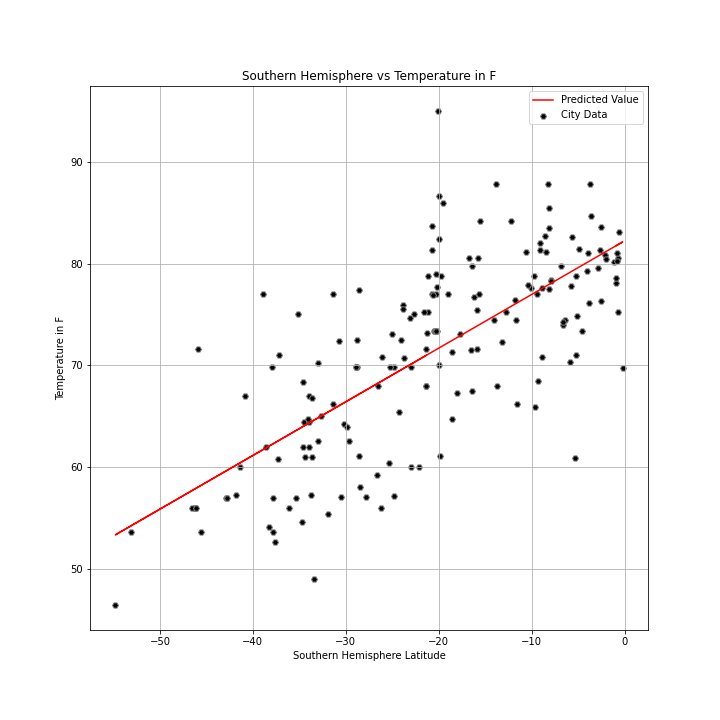 Southern Hemisphere vs Temperature in F
Predicted Value
City Data
Temperature in F
90
80
70
60
50
−50
−40
−30
−20
−10
0
Southern Hemisphere Latitude